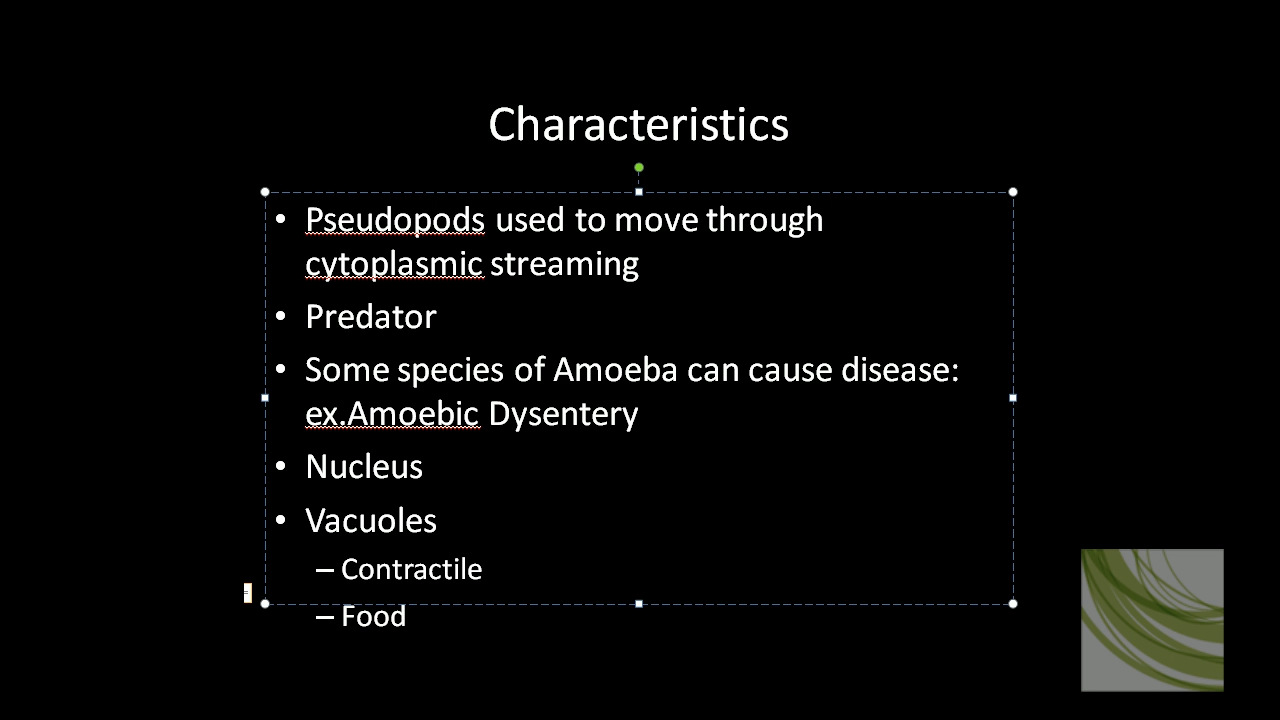 Characteristics
• Pseudopods used to move through
cytoplasmic streaming
• Predator
• Some species of Amoeba can cause disease:
ex.Amoebic Dysentery
• Nucleus
• Vacuoles
– Contractile
– Food